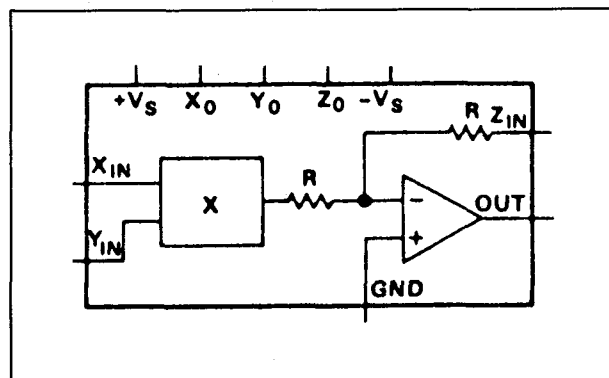 +VS X0 Y0 Z0 -VS
R ZIN
XIN
R
X
-
OUT
YIN
+
GND